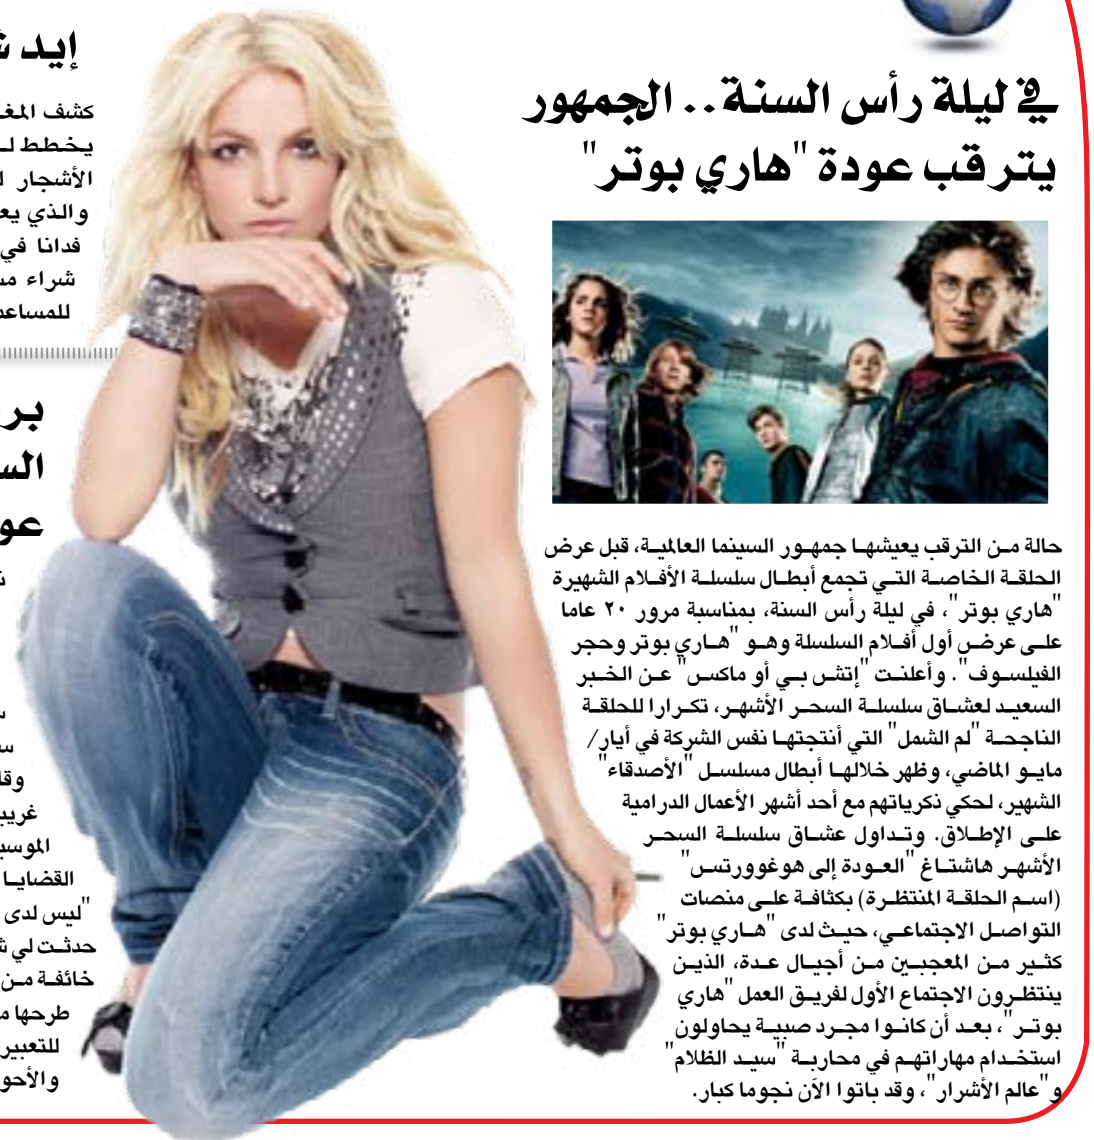 في ليلة رأس السنة.. الجمهور
يترقب عودة "هاري بوتر"
حالة من الترقب يعيشها جمهور السينما العالمية، قبل عرض
الحلقة الخاصة التي تجمع أبطال سلسلة الأفلام الشهيرة
"هاري بوتر"، في ليلة رأس السنة، بمناسبة مرور ٢٠ عاما
على عرض أول أفلام السلسلة وهو "هاري بوتر وحجر
الفيلسوف". وأعلنت "إتش بي أو ماكس" عن الخبر
السعيد لعشاق سلسلة السحر الأشهر، تكرارا للحلقة
الناجحة "لم الشمل" التي أنتجتها نفس الشركة في أيار/
مايو الماضي، وظهر خلالها أبطال مسلسل "الأصدقاء"
الشهير، لحكي ذكرياتهم مع أحد أشهر الأعمال الدرامية
على الإطلاق. وتداول عشاق سلسلة السحر
الأشهر هاشتاغ "العودة إلى هوغوورتس"
(اسم الحلقة المنتظرة) بكثافة على منصات
التواصل الاجتماعي، حيث لدى "هاري بوتر"
كثير من المعجبين من أجيال عدة، الذين
ينتظرون الاجتماع الأول لفريق العمل "هاري
بوتر"، بعد أن كانوا مجرد صبية يحاولون
استخدام مهاراتهم في محاربة "سيد الظلام"
و"عالم الأشرار"، وقد باتوا الآن نجوما كبار.
إيد
كشف
يخطط
الأشجار
والذي
فدانا في
شراء
غريب
القضايا
"ليس لدى
حدثت لي
خائفة من
طرحها
للتعبير